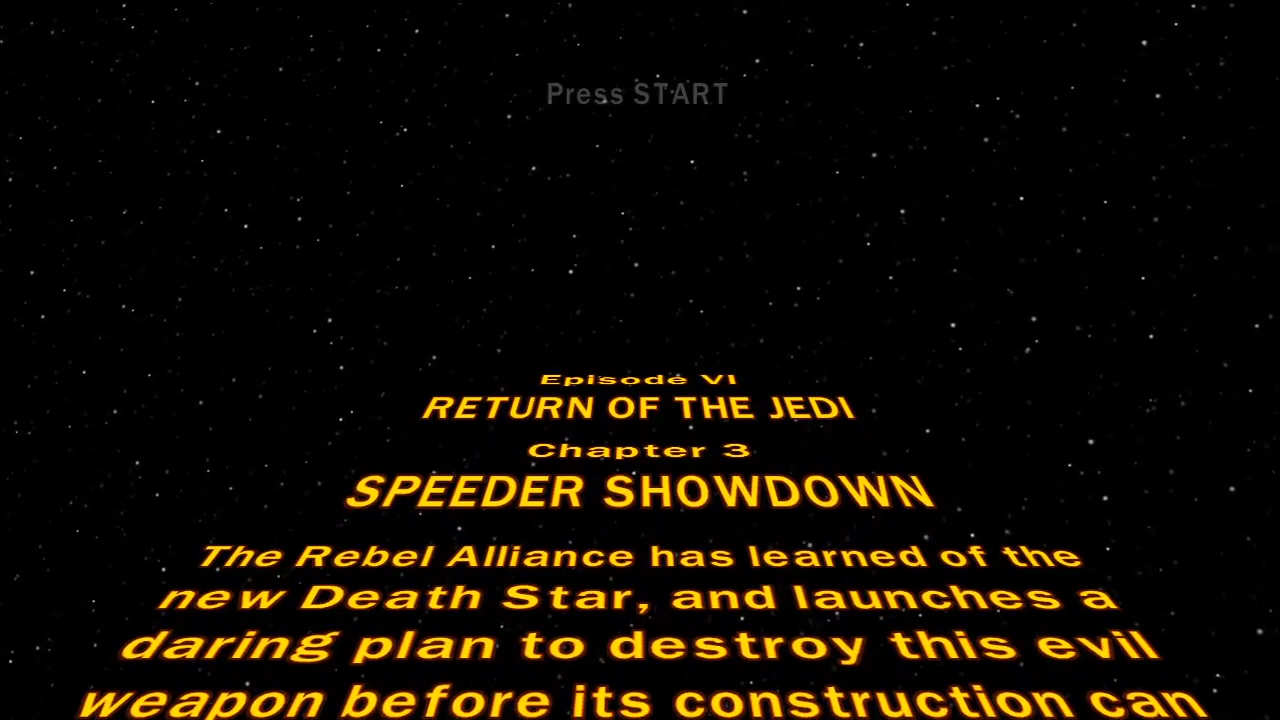 Press START
Episode VI
RETURN OF THE JEDI
Chapter 3
SPEEDER SHOWDOWN
The Rebel Alliance has learned of the
new Death Star, and launches a
daring plan to destroy this evil
weapon before its construction can